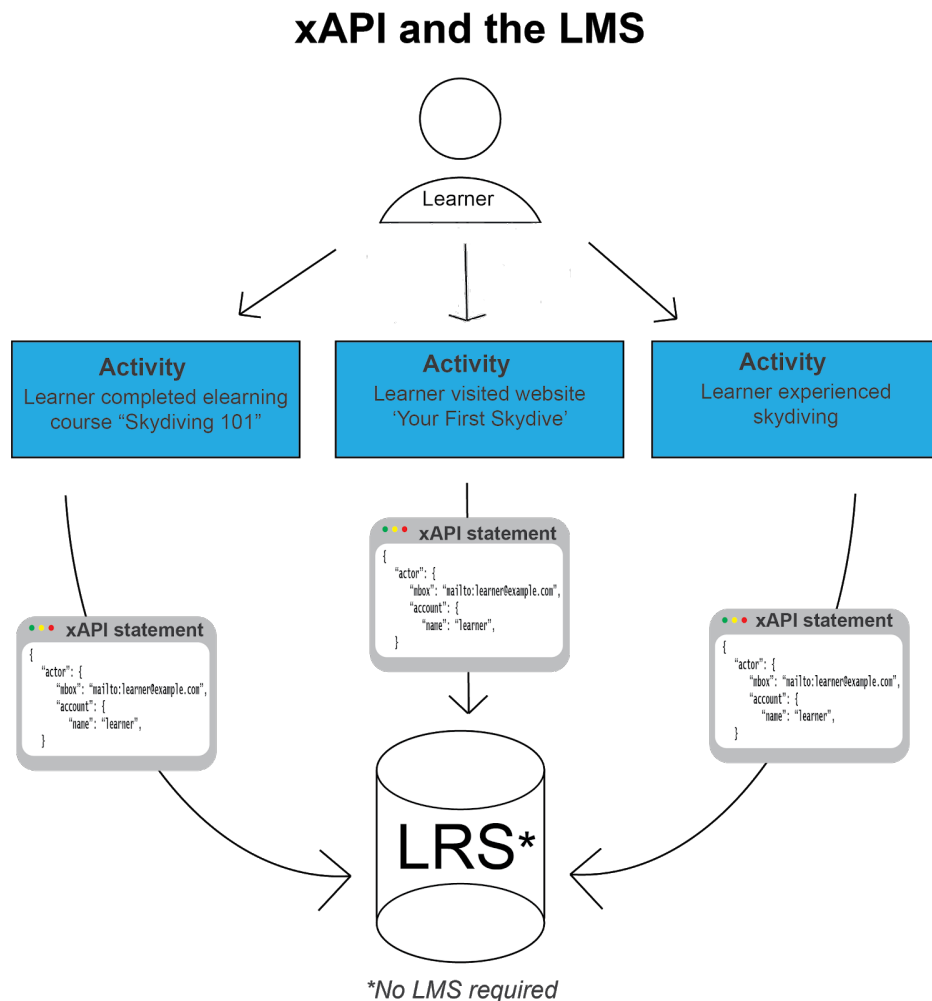 xAPI and the LMS
Learner
Activity
Learner completed elearning
course “Skydiving 101”
Activity
Learner visited website
‘Your First Skydive’
Activity
Learner experienced
skydiving
xAPI statement
{
“actor”: {
“mbox”: “mailto:learner@example.com”,
“account”: {
“name”: “learner”,
}
xAPI statement
{
“actor”: {
“mbox”: “mailto:learner@example.com”,
“account”: {
“name”: “learner”,
}
xAPI statement
{
“actor”: {
“mbox”: “mailto:learner@example.com”,
“account”: {
“name”: “learner”,
}
LRS*
*No LMS required